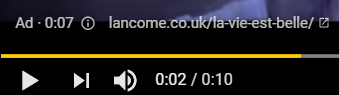 Ad · 0:07 lancome.co.uk/la-vie-est-belle/
0:02 / 0:10